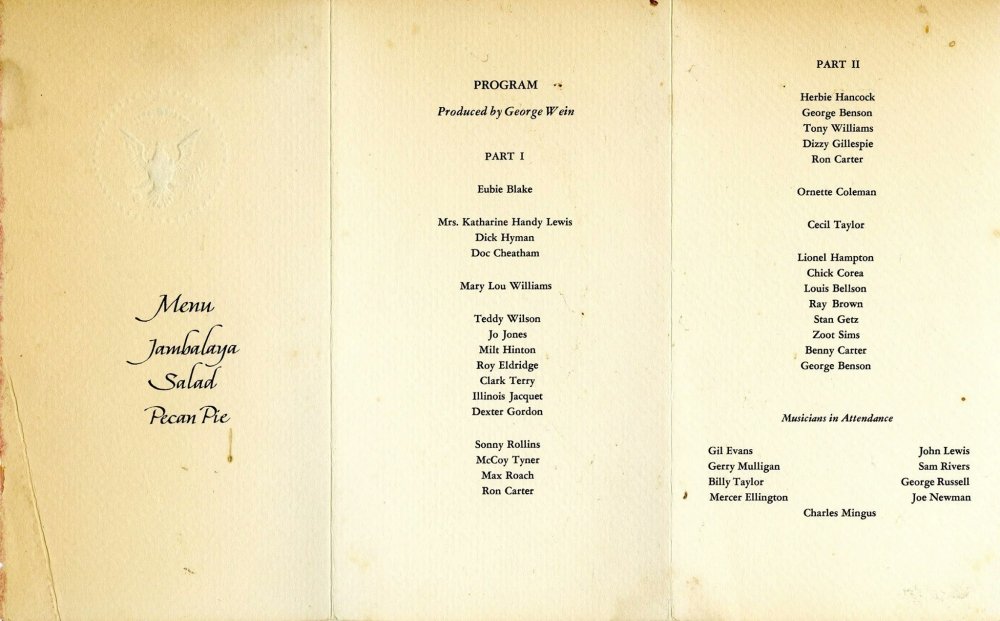 Menu
Jambalaya
Salad
Pecan Pie
PROGRAM
Produced by George Wein
PART I
Eubie Blake
Mrs. Katharine Handy Lewis
Dick Hyman
Doc Cheatham
Mary Lou Williams
Teddy Wilson
Jo Jones
Milt Hinton
Roy Eldridge
Clark Terry
Illinois Jacquet
Dexter Gordon
Sonny Rollins
McCoy Tyner
Max Roach
Ron Carter
PART II
Herbie Hancock
George Benson
Tony Williams
Dizzy Gillespie
Ron Carter
Ornette Coleman
Cecil Taylor
Lionel Hampton
Chick Corea
Louis Bellson
Ray Brown
Stan Getz
Zoot Sims
Benny Carter
George Benson
Musicians in Attendance
Gil Evans John Lewis
Gerry Mulligan Sam Rivers
Billy Taylor George Russell
Mercer Ellington Joe Newman
Charles Mingus